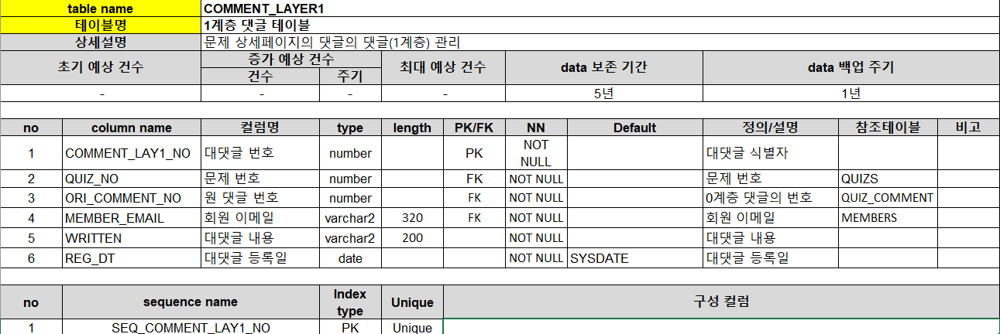 table name COMMENT_LAYER1
테이블명 1계층 댓글 테이블
상세설명 문제 상세페이지의 댓글의 댓글(1계층) 관리
초기 예상 건수 증가 예상 건수 최대 예상 건수 data 보존 기간 data 백업 주기
건수 주기
- - - - 5년 1년
no column name 컬럼명 type length PK/FK NN Default 정의/설명 참조테이블 비고
1 COMMENT_LAY1_NO 대댓글 번호 number PK NOT NULL 대댓글 식별자
2 QUIZ_NO 문제 번호 number FK NOT NULL 문제 번호 QUIZS
3 ORI_COMMENT_NO 원 댓글 번호 number FK NOT NULL 0계층 댓글의 번호 QUIZ_COMMENT
4 MEMBER_EMAIL 회원 이메일 varchar2 320 FK NOT NULL 회원 이메일 MEMBERS
5 WRITTEN 대댓글 내용 varchar2 200 NOT NULL 대댓글 내용
6 REG_DT 대댓글 등록일 date NOT NULL SYSDATE 대댓글 등록일
no sequence name Index type Unique 구성 컬럼
1 SEQ_COMMENT_LAY1_NO PK Unique